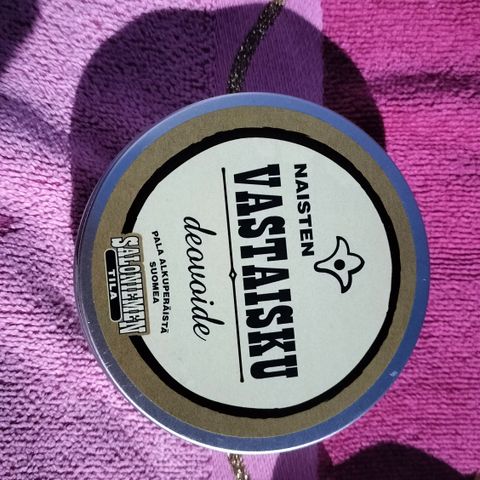 NAISTEN
VASTAISKU
deovoide
PALA ALKUPERÄISTÄ
SUOMEA
SALONIEMEN
TILA